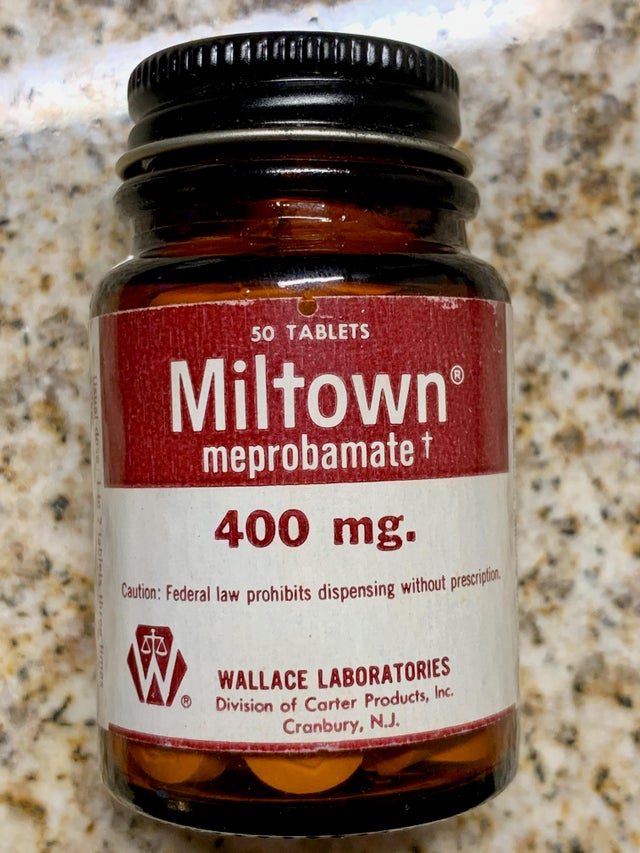 50 TABLETS
Miltown®
meprobamate†
400 mg.
Caution: Federal law prohibits dispensing without prescription.
W®
WALLACE LABORATORIES
Division of Carter Products, Inc.
Cranbury, N.J.